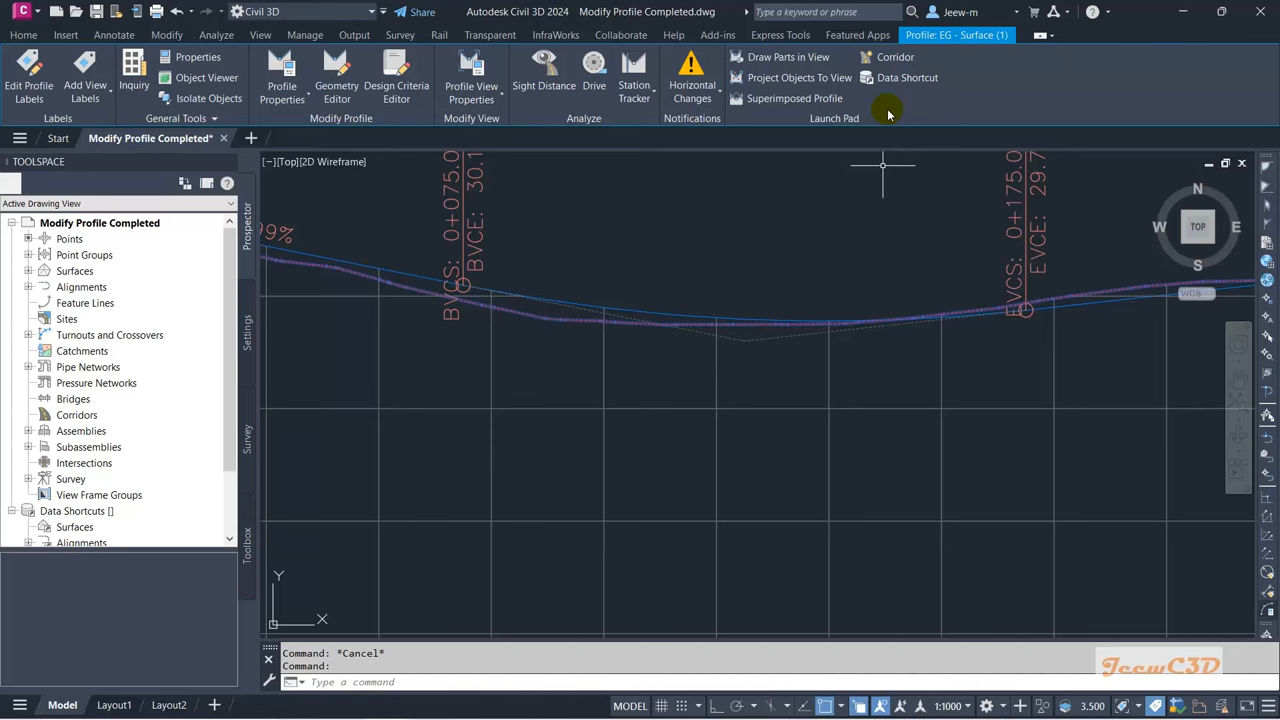 Civil 3D
Share
Autodesk Civil 3D 2024
Modify Profile Completed.dwg
Type a keyword or phrase
Jeew-m
Home Insert Annotate Modify Analyze View Manage Output Survey Rail Transparent InfraWorks Collaborate Help Add-ins Express Tools Featured Apps Profile: EG - Surface (1)
Edit Profile Labels
Add View Labels
Labels
Inquiry
Properties
Object Viewer
Isolate Objects
General Tools
Profile Properties
Geometry Editor
Design Criteria Editor
Modify Profile
Profile View Properties
Modify View
Sight Distance
Drive
Station Tracker
Analyze
Horizontal Changes
Notifications
Draw Parts in View
Project Objects To View
Superimposed Profile
Corridor
Data Shortcut
Launch Pad
Start
Modify Profile Completed*
TOOLSPACE
Active Drawing View
Modify Profile Completed
Points
Point Groups
Surfaces
Alignments
Feature Lines
Sites
Turnouts and Crossovers
Catchments
Pipe Networks
Pressure Networks
Bridges
Corridors
Assemblies
Subassemblies
Intersections
Survey
View Frame Groups
Data Shortcuts []
Surfaces
Alignments
Prospector
Settings
Survey
Toolbox
[−][Top][2D Wireframe]
99%
BVCS: 0+075.0
BVCE: 30.1
EVCS: 0+175.0
EVCE: 29.7
N
W
TOP
E
S
WCS
Y
X
Command: *Cancel*
Command:
Type a command
JeewC3D
Model
Layout1
Layout2
MODEL
1:1000
3.500